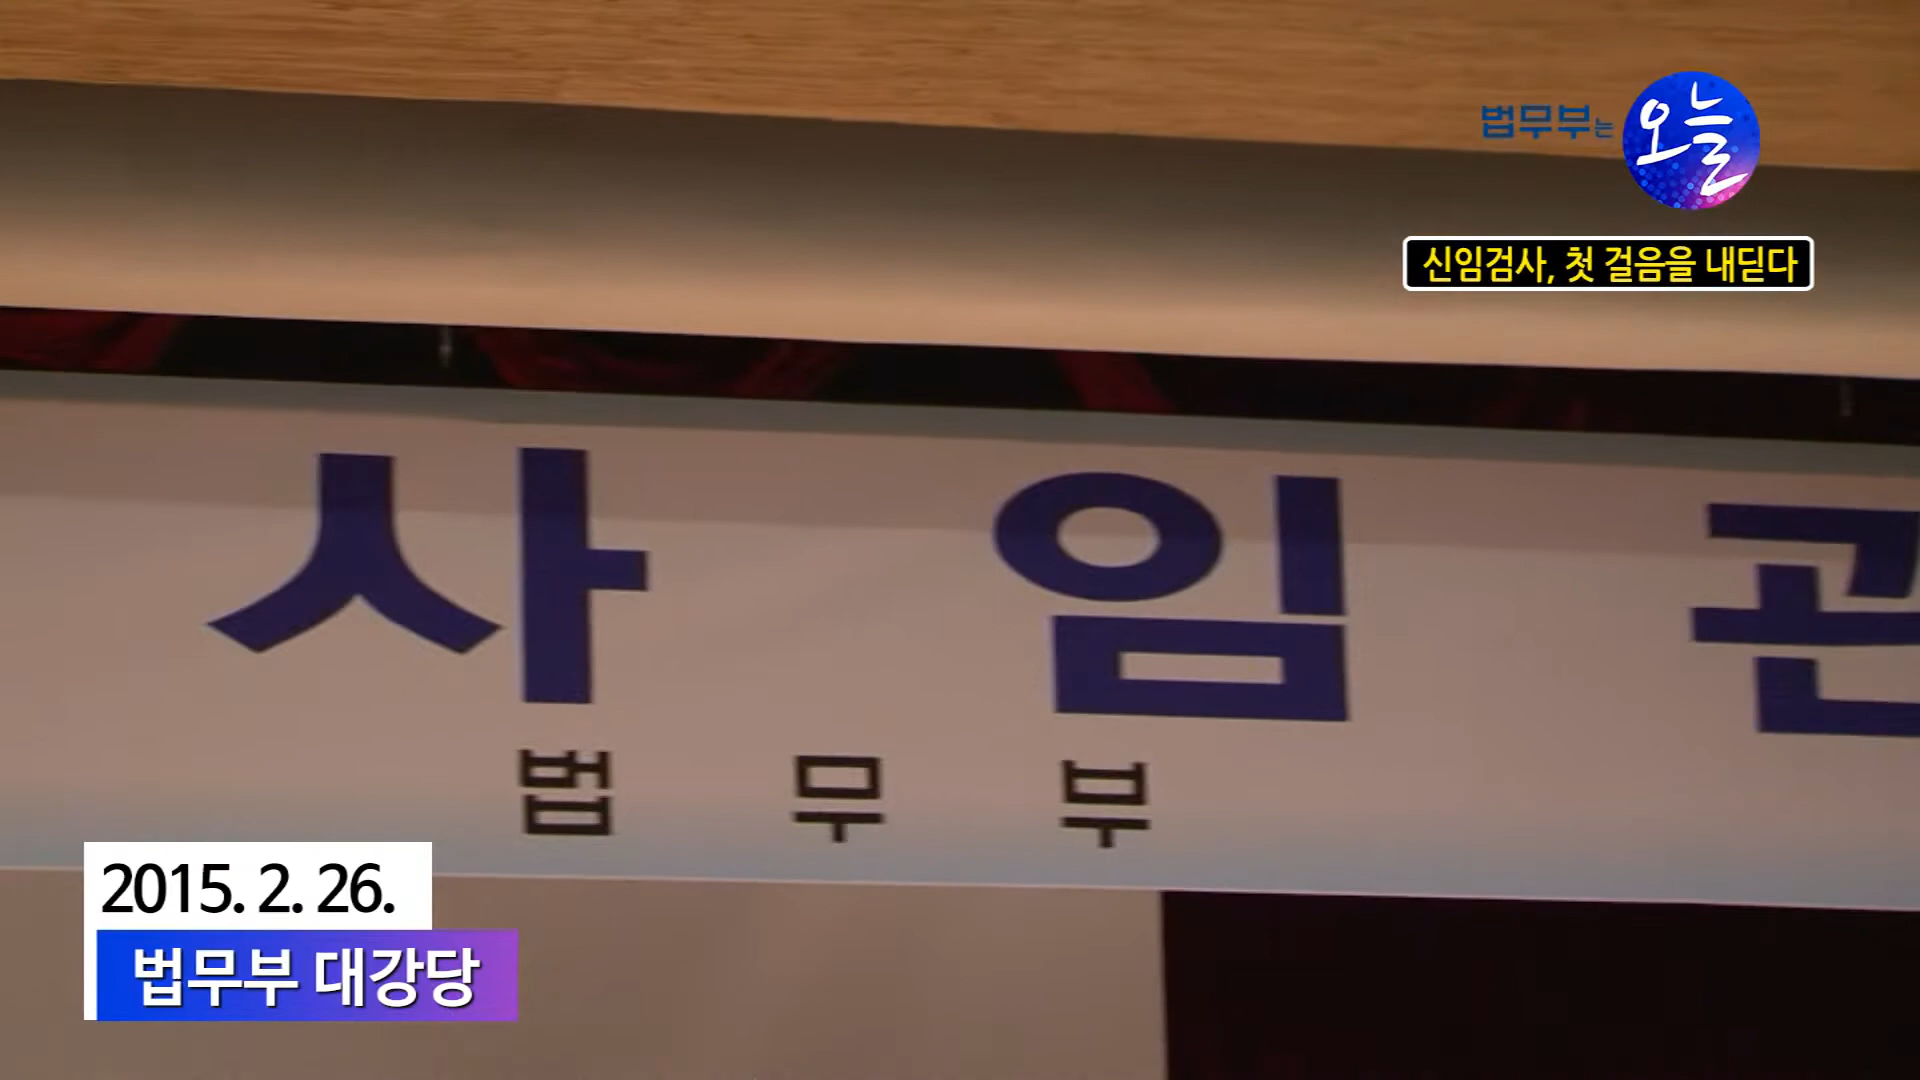 법무부는 오늘
신임검사, 첫 걸음을 내딛다
사 임 관
법 무 부
2015. 2. 26.
법무부 대강당